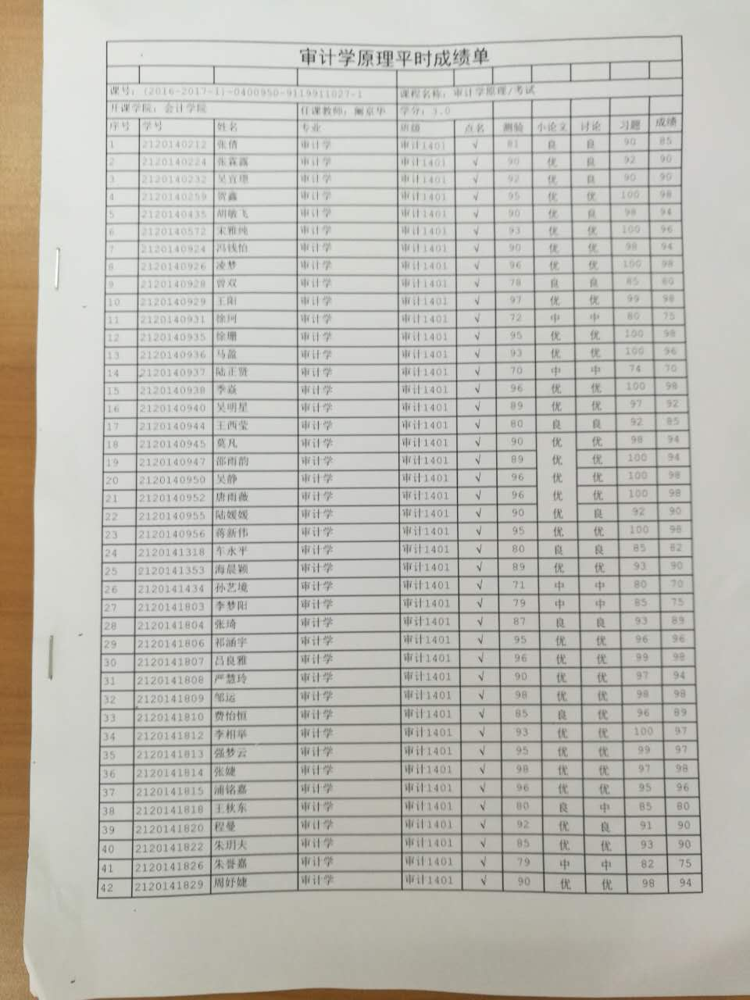 审计学原理平时成绩单
课号：(2016-2017-1)-0400950-9119911027-1 课程名称：审计学原理/考试
开课学院：会计学院 任课教师：阚京华 学分：3.0
序号 学号 姓名 专业 班级 点名 测验 小论文 讨论 习题 成绩
1 2120140212 张倩 审计学 审计1401 √ 81 良 良 90 85
2 2120140224 张霖露 审计学 审计1401 √ 90 优 良 92 90
3 2120140232 吴宜璟 审计学 审计1401 √ 92 优 良 90 90
4 2120140259 贺鑫 审计学 审计1401 √ 95 优 优 100 98
5 2120140435 胡敏飞 审计学 审计1401 √ 90 优 良 98 94
6 2120140572 宋雅纯 审计学 审计1401 √ 93 优 优 100 96
7 2120140924 冯钱怡 审计学 审计1401 √ 90 优 优 98 94
8 2120140926 凌梦 审计学 审计1401 √ 96 优 优 100 98
9 2120140928 曾双 审计学 审计1401 √ 78 良 良 85 80
10 2120140929 王阳 审计学 审计1401 √ 97 优 优 99 98
11 2120140931 徐珂 审计学 审计1401 √ 72 中 中 80 75
12 2120140935 徐珊 审计学 审计1401 √ 95 优 优 100 98
13 2120140936 马盈 审计学 审计1401 √ 93 优 优 100 96
14 2120140937 陆正贤 审计学 审计1401 √ 70 中 中 74 70
15 2120140938 季焱 审计学 审计1401 √ 96 优 优 100 98
16 2120140940 吴明星 审计学 审计1401 √ 89 优 优 97 92
17 2120140944 王西莹 审计学 审计1401 √ 80 良 良 92 85
18 2120140945 莫凡 审计学 审计1401 √ 90 优 优 98 94
19 2120140947 邵雨韵 审计学 审计1401 √ 89 优 优 100 94
20 2120140950 吴静 审计学 审计1401 √ 96 优 优 100 98
21 2120140952 唐雨薇 审计学 审计1401 √ 96 优 优 100 98
22 2120140955 陆媛媛 审计学 审计1401 √ 90 优 良 92 90
23 2120140956 蒋新伟 审计学 审计1401 √ 95 优 优 100 98
24 2120141318 车永平 审计学 审计1401 √ 80 良 良 85 82
25 2120141353 海晨颖 审计学 审计1401 √ 89 优 优 93 90
26 2120141434 孙艺境 审计学 审计1401 √ 71 中 中 80 70
27 2120141803 李梦阳 审计学 审计1401 √ 79 中 中 85 75
28 2120141804 张琦 审计学 审计1401 √ 87 良 良 93 89
29 2120141806 祁涵宇 审计学 审计1401 √ 95 优 优 96 96
30 2120141807 吕良雅 审计学 审计1401 √ 96 优 优 99 98
31 2120141808 严慧玲 审计学 审计1401 √ 90 优 优 97 94
32 2120141809 邹运 审计学 审计1401 √ 98 优 优 98 98
33 2120141810 费怡恒 审计学 审计1401 √ 85 良 优 96 89
34 2120141812 李相举 审计学 审计1401 √ 93 优 优 100 97
35 2120141813 强梦云 审计学 审计1401 √ 95 优 优 99 97
36 2120141814 张婕 审计学 审计1401 √ 98 优 优 97 98
37 2120141815 浦铭嘉 审计学 审计1401 √ 96 优 优 95 96
38 2120141818 王秋东 审计学 审计1401 √ 80 良 中 85 80
39 2120141820 程曼 审计学 审计1401 √ 92 优 良 91 90
40 2120141822 朱玥夫 审计学 审计1401 √ 85 优 优 93 90
41 2120141826 朱誉嘉 审计学 审计1401 √ 79 中 中 82 75
42 2120141829 周妤婕 审计学 审计1401 √ 90 优 优 98 94